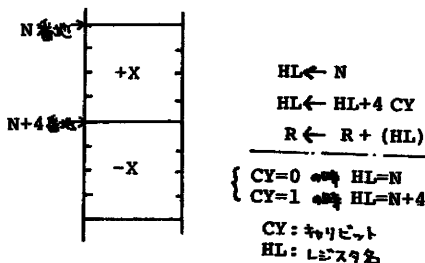 N番地
+X
N+4番地
-X
HL← N
HL← HL+4 CY
R ← R + (HL)
CY=0 の時 HL=N
CY=1 の時 HL=N+4
CY: キャリビット
HL: レジスタ名